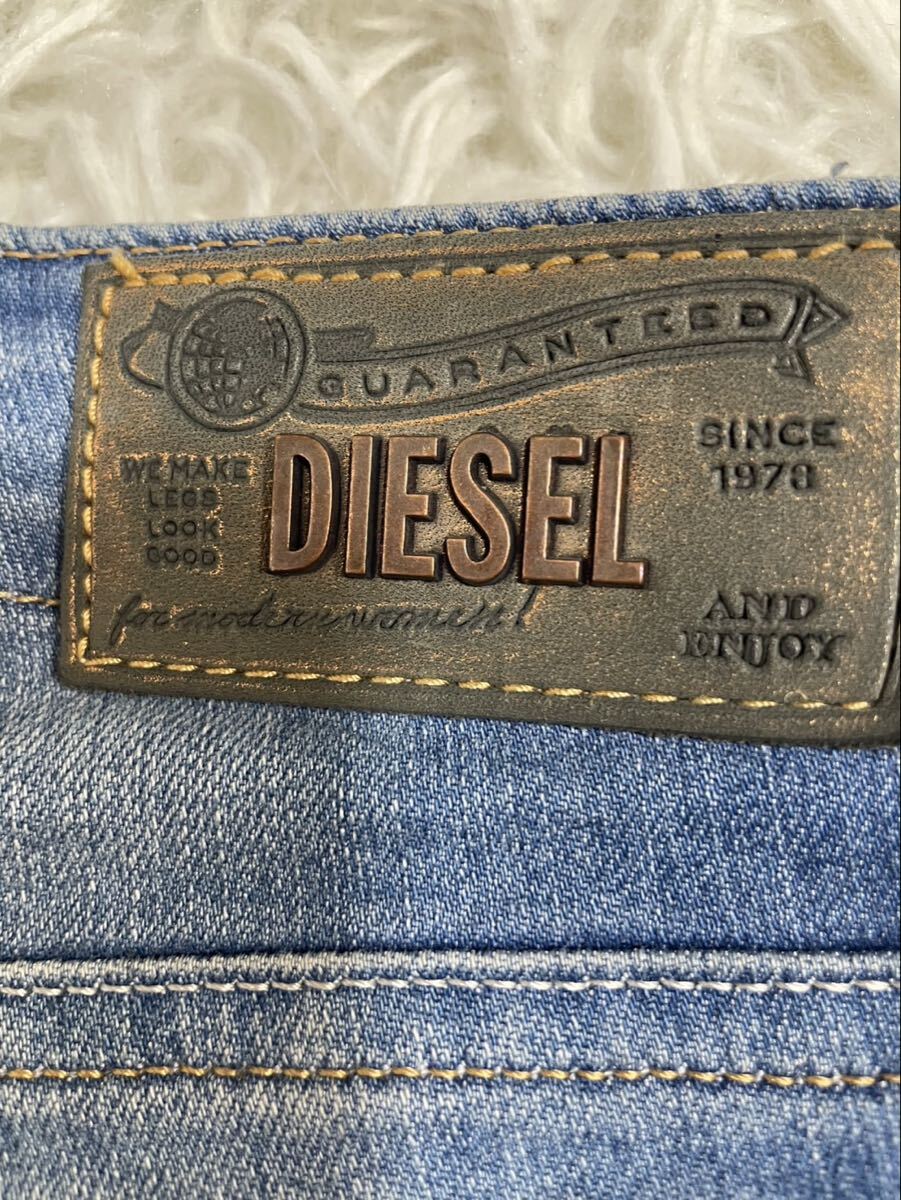 GUARANTEED
WE MAKE
LEGS
LOOK
GOOD
DIESEL
SINCE
1978
for modern women!
AND
ENJOY